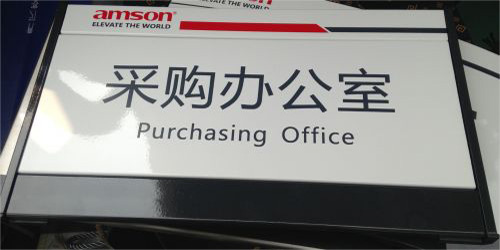 amson
ELEVATE THE WORLD
采购办公室
Purchasing Office